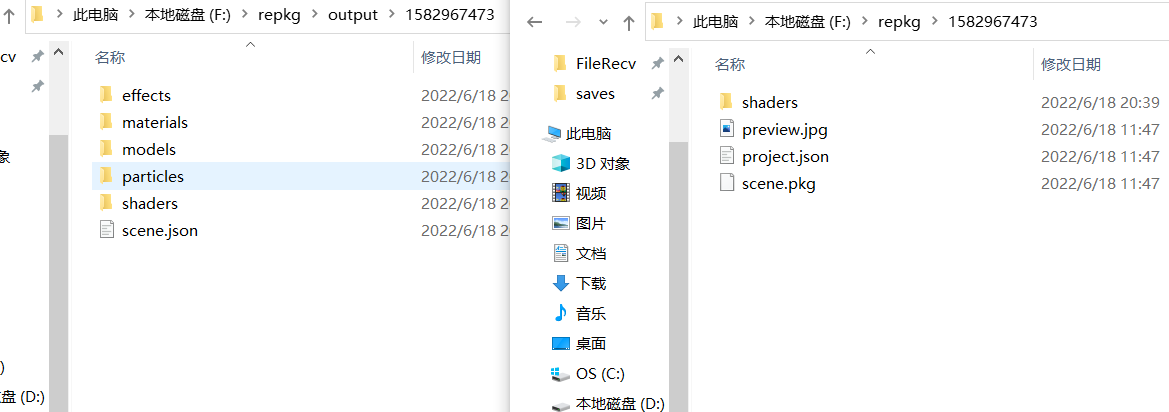 此电脑 > 本地磁盘 (F:) > repkg > output > 1582967473
cv
名称
修改日期
effects
2022/6/18 2
materials
2022/6/18 2
models
2022/6/18 2
particles
2022/6/18 2
shaders
2022/6/18 2
scene.json
2022/6/18 2
象
)
盘 (D:)
此电脑 > 本地磁盘 (F:) > repkg > 1582967473
FileRecv
saves
此电脑
3D 对象
视频
图片
文档
下载
音乐
桌面
OS (C:)
本地磁盘 (D:)
名称
修改日期
shaders
2022/6/18 20:39
preview.jpg
2022/6/18 11:47
project.json
2022/6/18 11:47
scene.pkg
2022/6/18 11:47